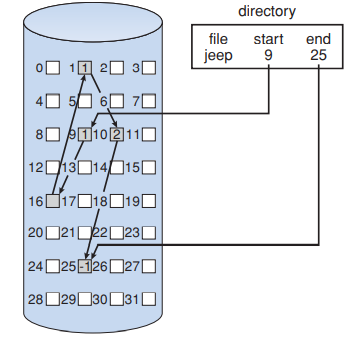 directory
file start end
jeep 9 25
0 1 1 2 3
4 5 6 7
8 9 1 10 2 11
12 13 14 15
16 17 18 19
20 21 22 23
24 25 -1 26 27
28 29 30 31